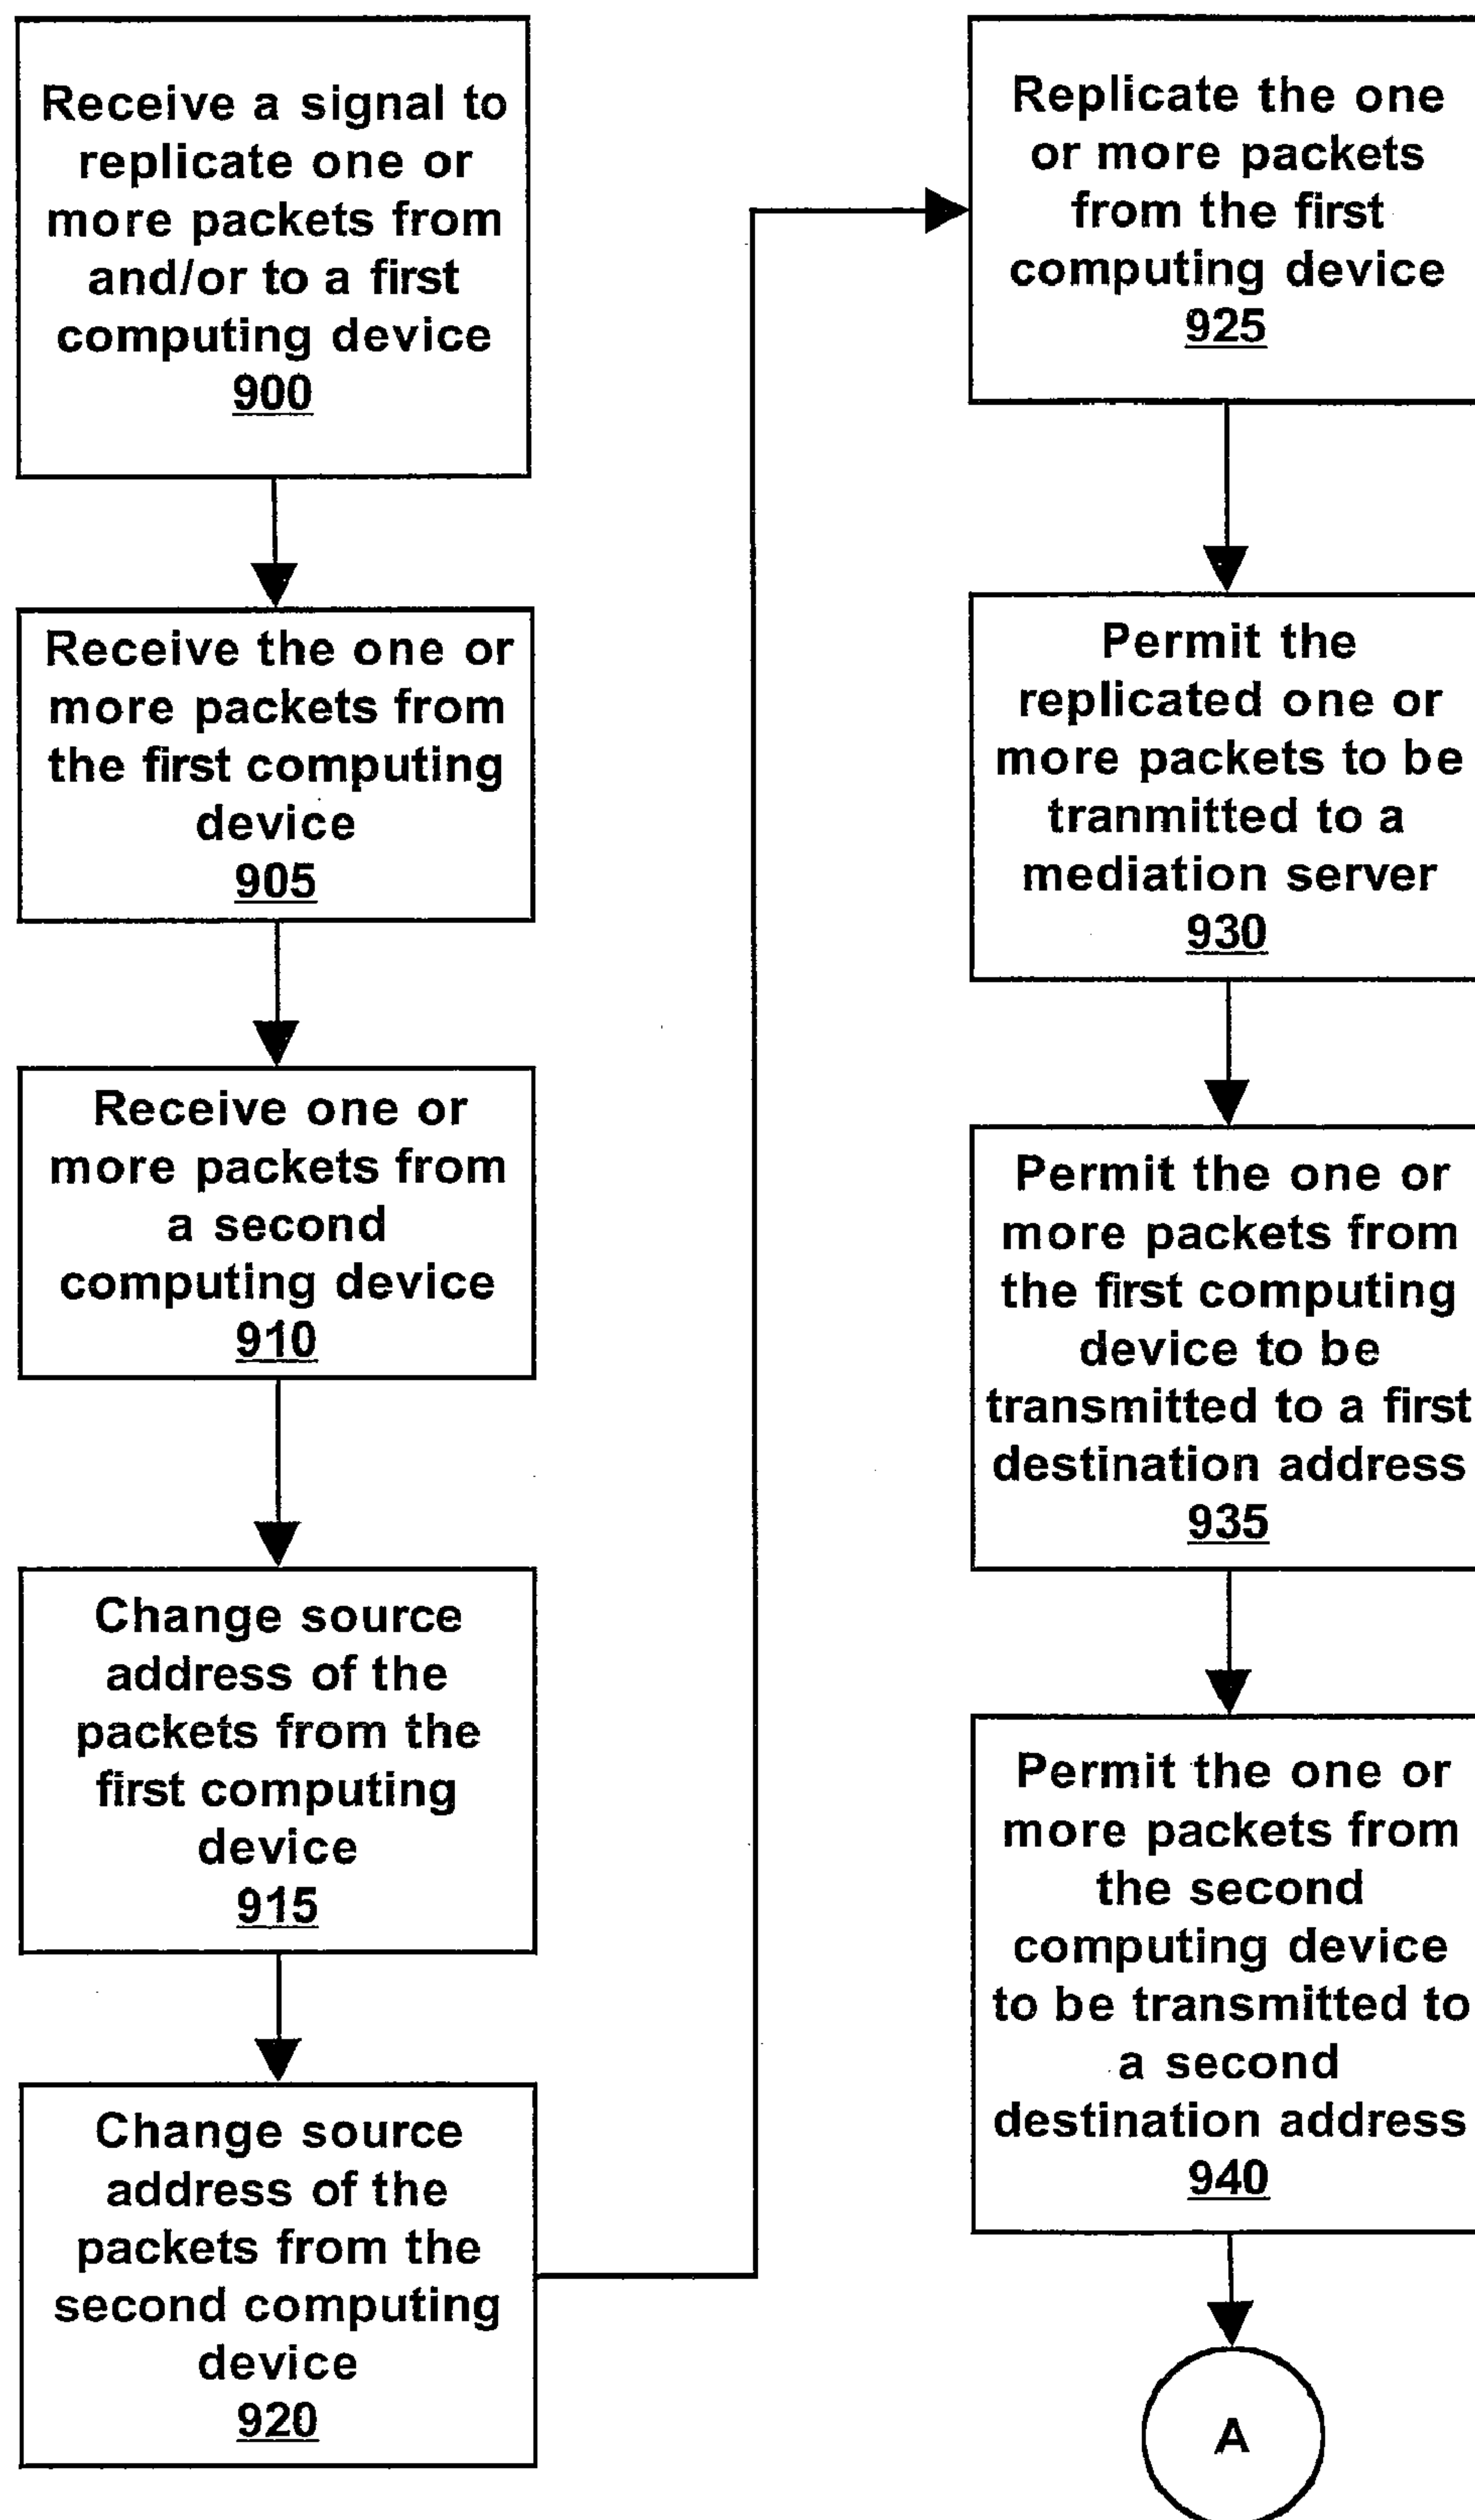 Receive a signal to
replicate one or
more packets from
and/or to a first
computing device
900
Receive the one or
more packets from
the first computing
device
905
Receive one or
more packets from
a second
computing device
910
Change source
address of the
packets from the
first computing
device
915
Change source
address of the
packets from the
second computing
device
920
Replicate the one
or more packets
from the first
computing device
925
Permit the
replicated one or
more packets to be
tranmitted to a
mediation server
930
Permit the one or
more packets from
the first computing
device to be
transmitted to a first
destination address
935
Permit the one or
more packets from
the second
computing device
to be transmitted to
a second
destination address
940
A